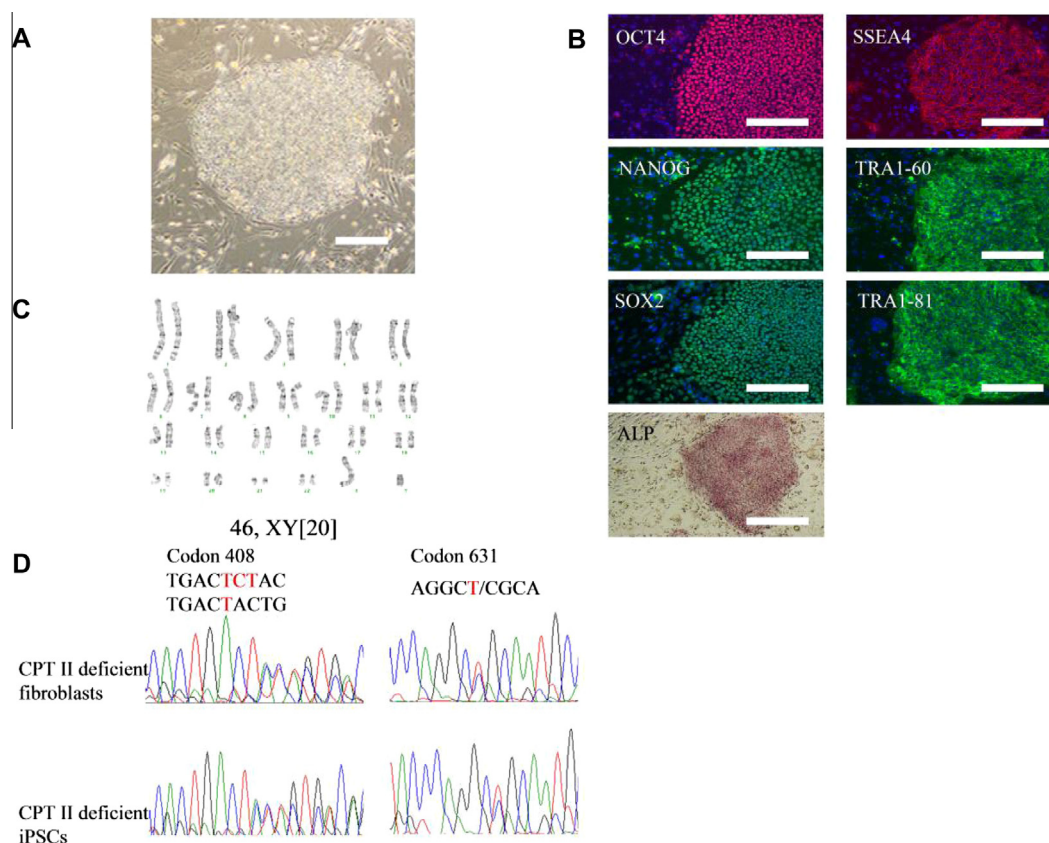 A
B
OCT4
SSEA4
NANOG
TRA1-60
SOX2
TRA1-81
ALP
C
46, XY[20]
D
Codon 408
TGACTCTAC
TGACTACTG
Codon 631
AGGCT/CGCA
CPT II deficient
fibroblasts
CPT II deficient
iPSCs